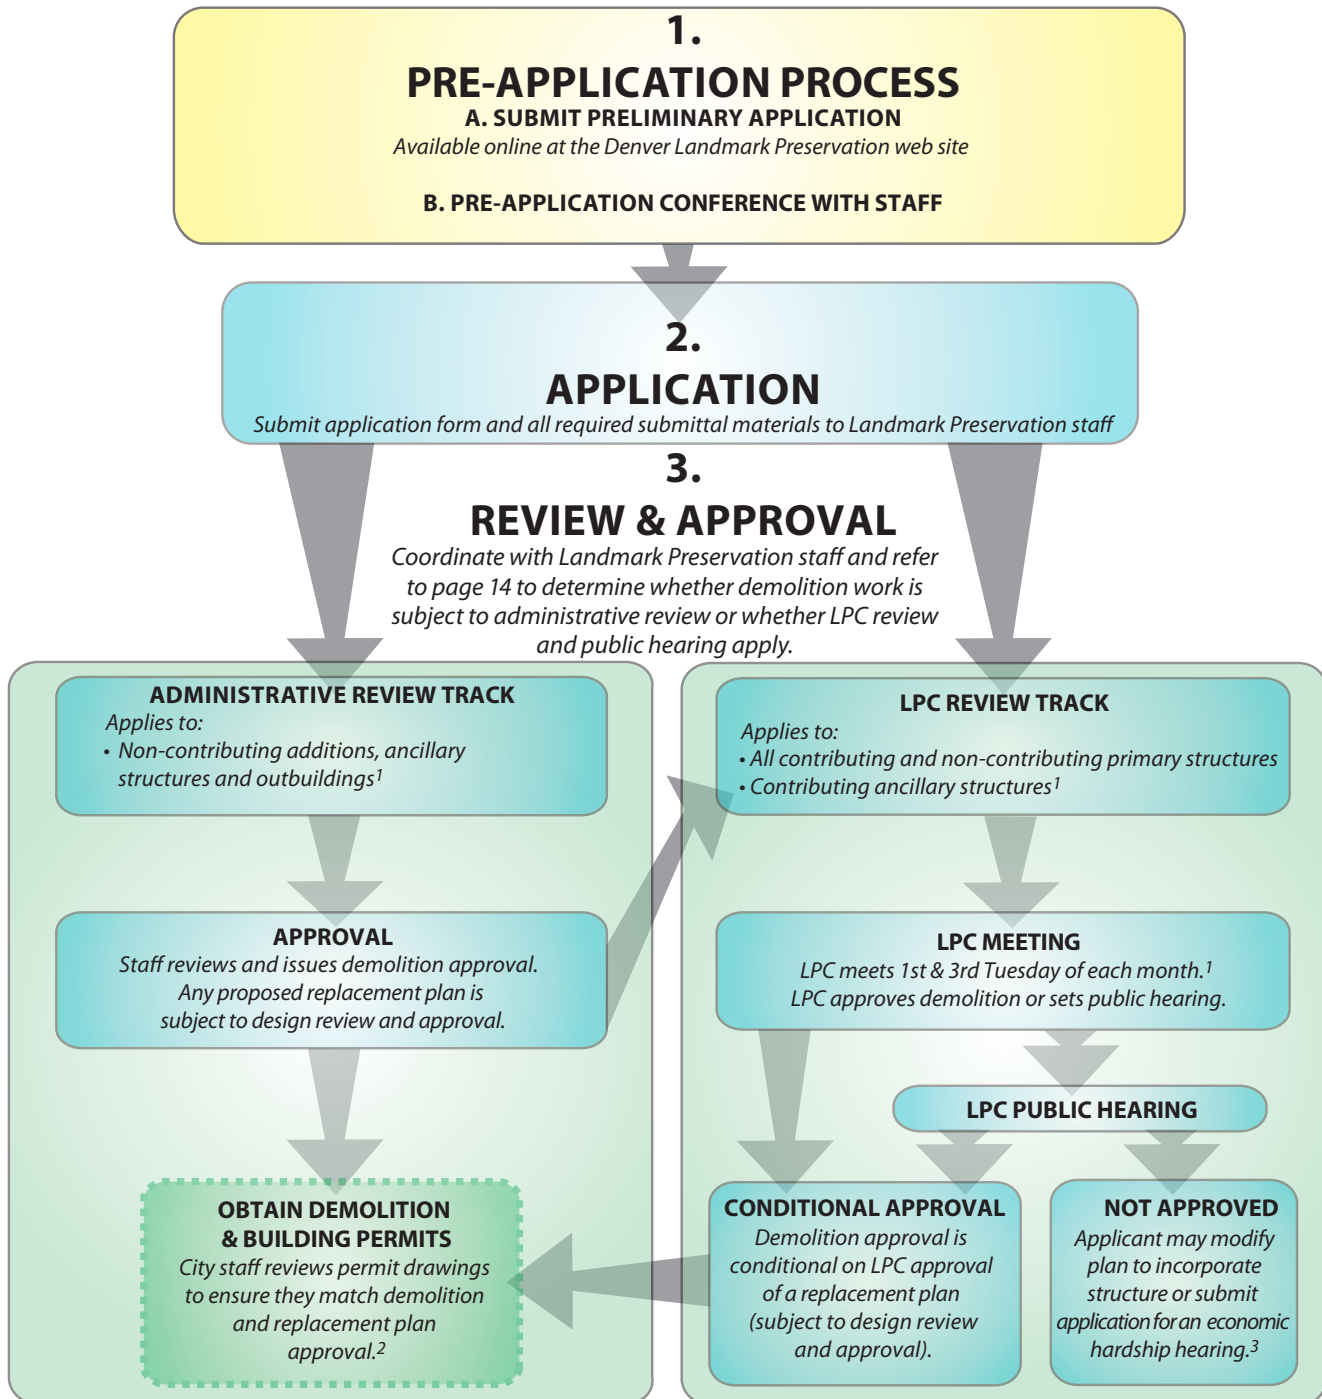 1.
PRE-APPLICATION PROCESS
A. SUBMIT PRELIMINARY APPLICATION
Available online at the Denver Landmark Preservation web site
B. PRE-APPLICATION CONFERENCE WITH STAFF
2.
APPLICATION
Submit application form and all required submittal materials to Landmark Preservation staff
3.
REVIEW & APPROVAL
Coordinate with Landmark Preservation staff and refer
to page 14 to determine whether demolition work is
subject to administrative review or whether LPC review
and public hearing apply.
ADMINISTRATIVE REVIEW TRACK
Applies to:
• Non-contributing additions, ancillary
structures and outbuildings1
APPROVAL
Staff reviews and issues demolition approval.
Any proposed replacement plan is
subject to design review and approval.
OBTAIN DEMOLITION
& BUILDING PERMITS
City staff reviews permit drawings
to ensure they match demolition
and replacement plan
approval.2
LPC REVIEW TRACK
Applies to:
• All contributing and non-contributing primary structures
• Contributing ancillary structures1
LPC MEETING
LPC meets 1st & 3rd Tuesday of each month.1
LPC approves demolition or sets public hearing.
LPC PUBLIC HEARING
CONDITIONAL APPROVAL
Demolition approval is
conditional on LPC approval
of a replacement plan
(subject to design review
and approval).
NOT APPROVED
Applicant may modify
plan to incorporate
structure or submit
application for an economic
hardship hearing.3